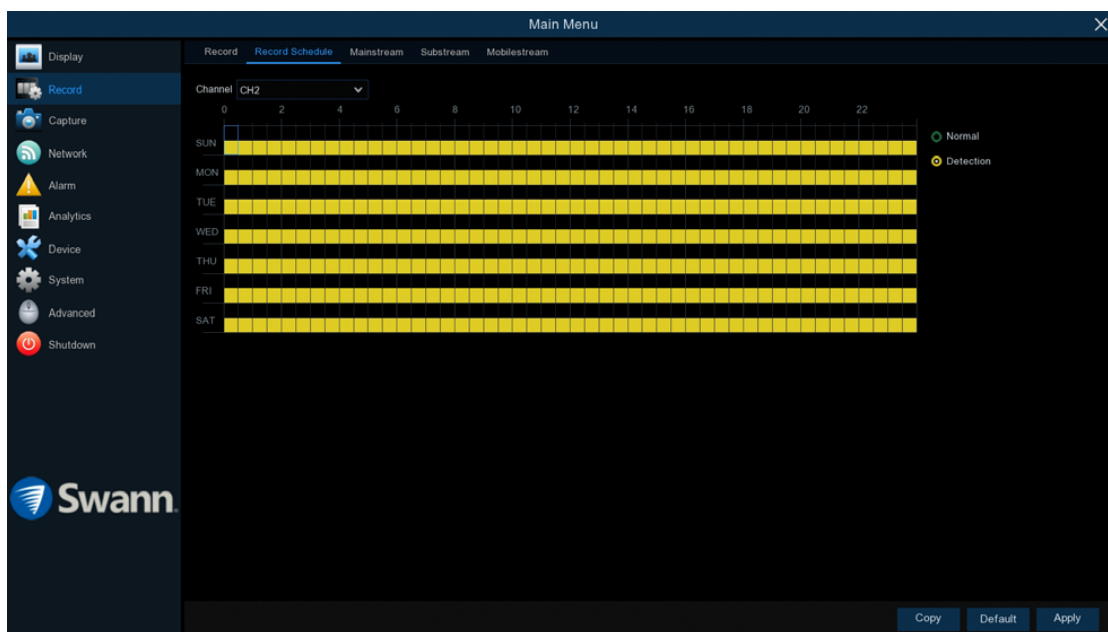 Main Menu
Display
Record
Capture
Network
Alarm
Analytics
Device
System
Advanced
Shutdown
Swann
Record Record Schedule Mainstream Substream Mobilestream
Channel CH2
0 2 4 6 8 10 12 14 16 18 20 22
SUN
MON
TUE
WED
THU
FRI
SAT
Normal
Detection
Copy Default Apply